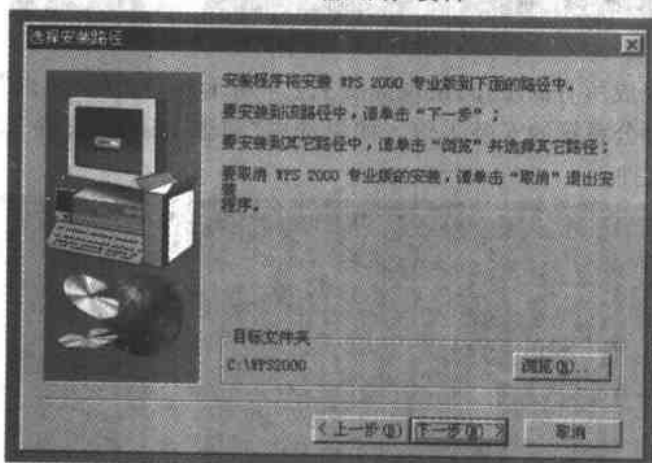 选择安装路径
安装程序将安装 WPS 2000 专业版到下面的路径中。
要安装到该路径中，请单击“下一步”；
要安装到其它路径中，请单击“浏览”并选择其它路径；
要取消 WPS 2000 专业版的安装，请单击“取消”退出安
装
程序。
目标文件夹
C:\WPS2000
浏览(R)...
< 上一步(B)
下一步(N) >
取消